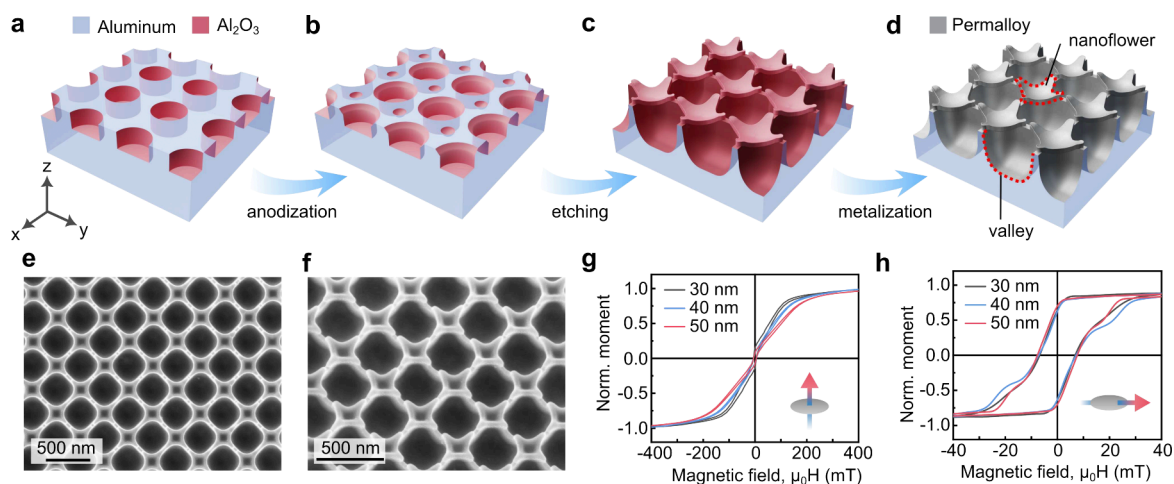 a
Aluminum
Al₂O₃
b
c
d
Permalloy
nanoflower
z
x
y
anodization
etching
metalization
valley
e
500 nm
f
500 nm
g
30 nm
40 nm
50 nm
Norm. moment
1.0
0.5
0.0
-0.5
-1.0
-400
-200
0
200
400
Magnetic field, μ₀H (mT)
h
30 nm
40 nm
50 nm
Norm. moment
1.0
0.5
0.0
-0.5
-1.0
-40
-20
0
20
40
Magnetic field, μ₀H (mT)